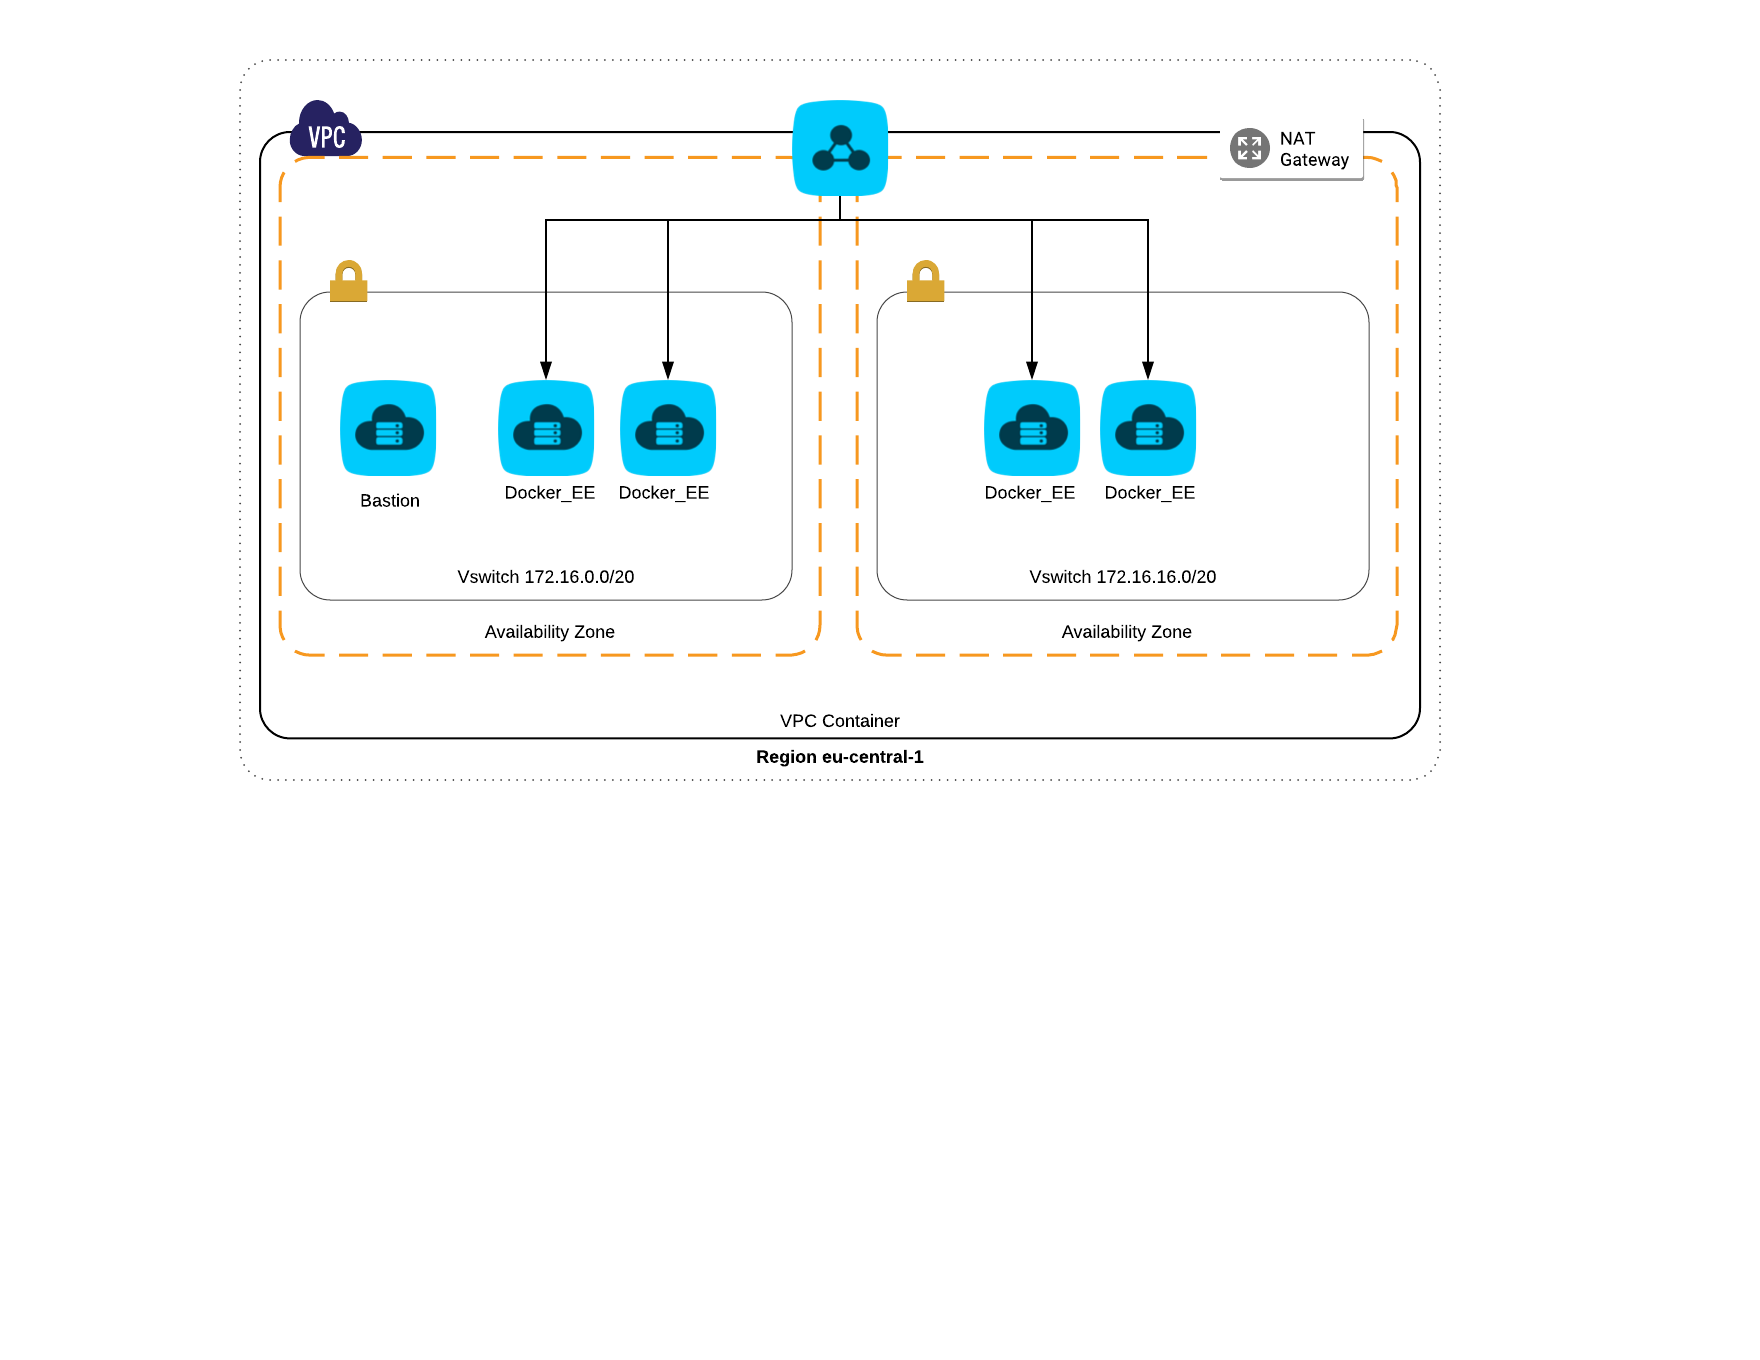 VPC
NAT
Gateway
Bastion
Docker_EE
Docker_EE
Docker_EE
Docker_EE
Vswitch 172.16.0.0/20
Vswitch 172.16.16.0/20
Availability Zone
Availability Zone
VPC Container
Region eu-central-1